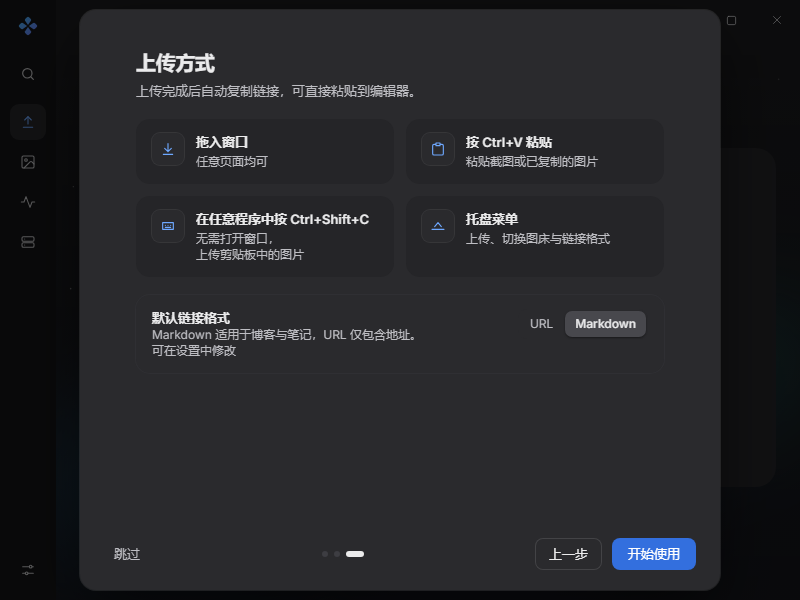 上传方式
上传完成后自动复制链接，可直接粘贴到编辑器。
拖入窗口
任意页面均可
按 Ctrl+V 粘贴
粘贴截图或已复制的图片
在任意程序中按 Ctrl+Shift+C
无需打开窗口，
上传剪贴板中的图片
托盘菜单
上传、切换图床与链接格式
默认链接格式
Markdown 适用于博客与笔记，URL 仅包含地址。
可在设置中修改
URL
Markdown
跳过
上一步
开始使用